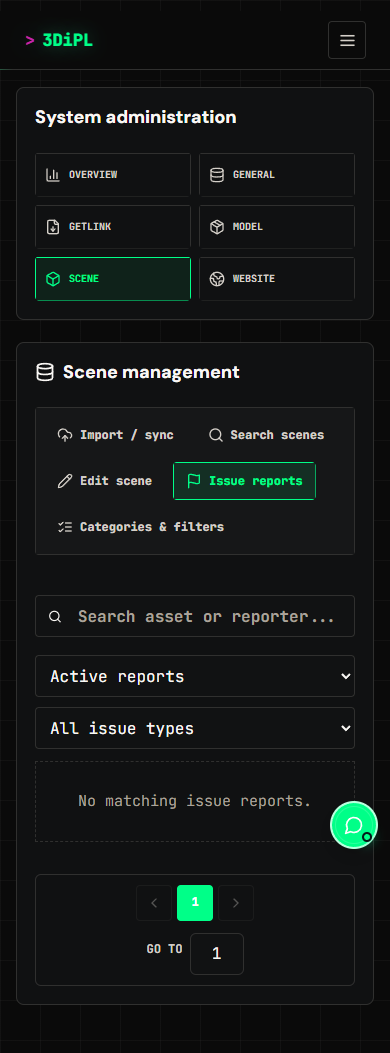 > 3DiPL
System administration
OVERVIEW
GENERAL
GETLINK
MODEL
SCENE
WEBSITE
Scene management
Import / sync
Search scenes
Edit scene
Issue reports
Categories & filters
Search asset or reporter...
Active reports
All issue types
No matching issue reports.
1
GO TO 1